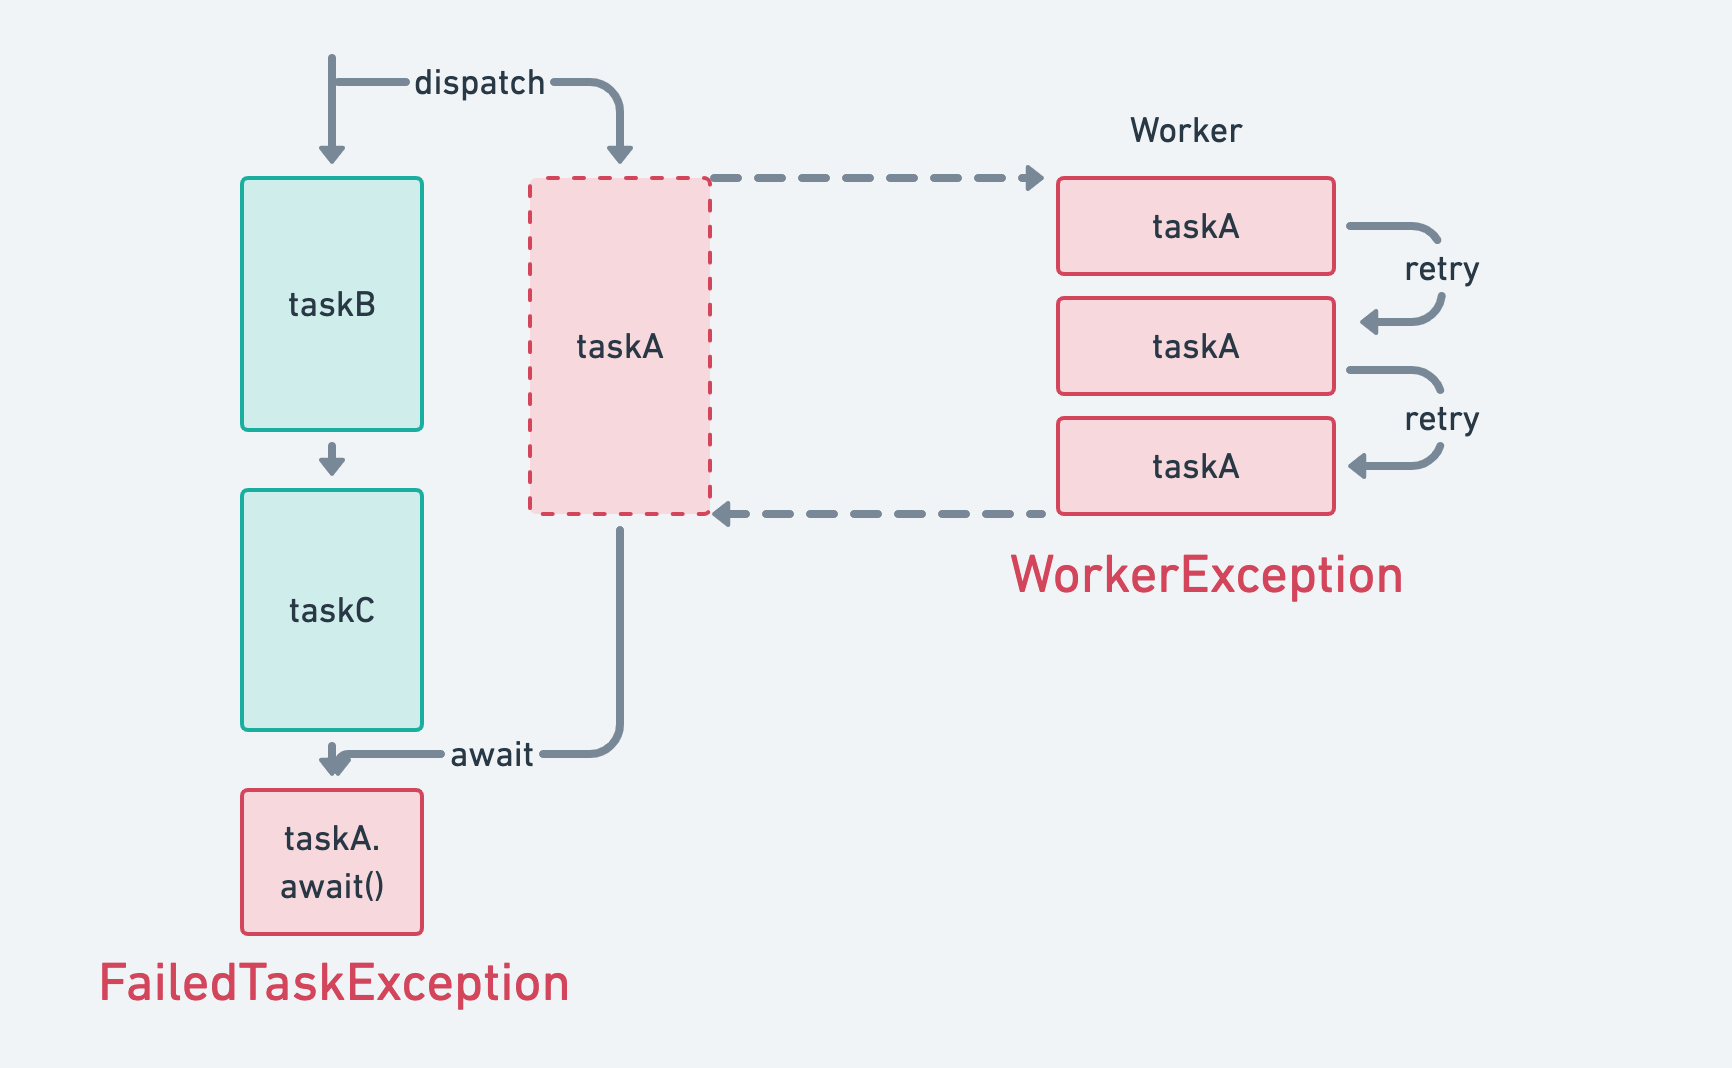 dispatch
Worker
taskB
taskA
taskA
retry
taskA
retry
taskA
WorkerException
taskC
await
taskA.
await()
FailedTaskException